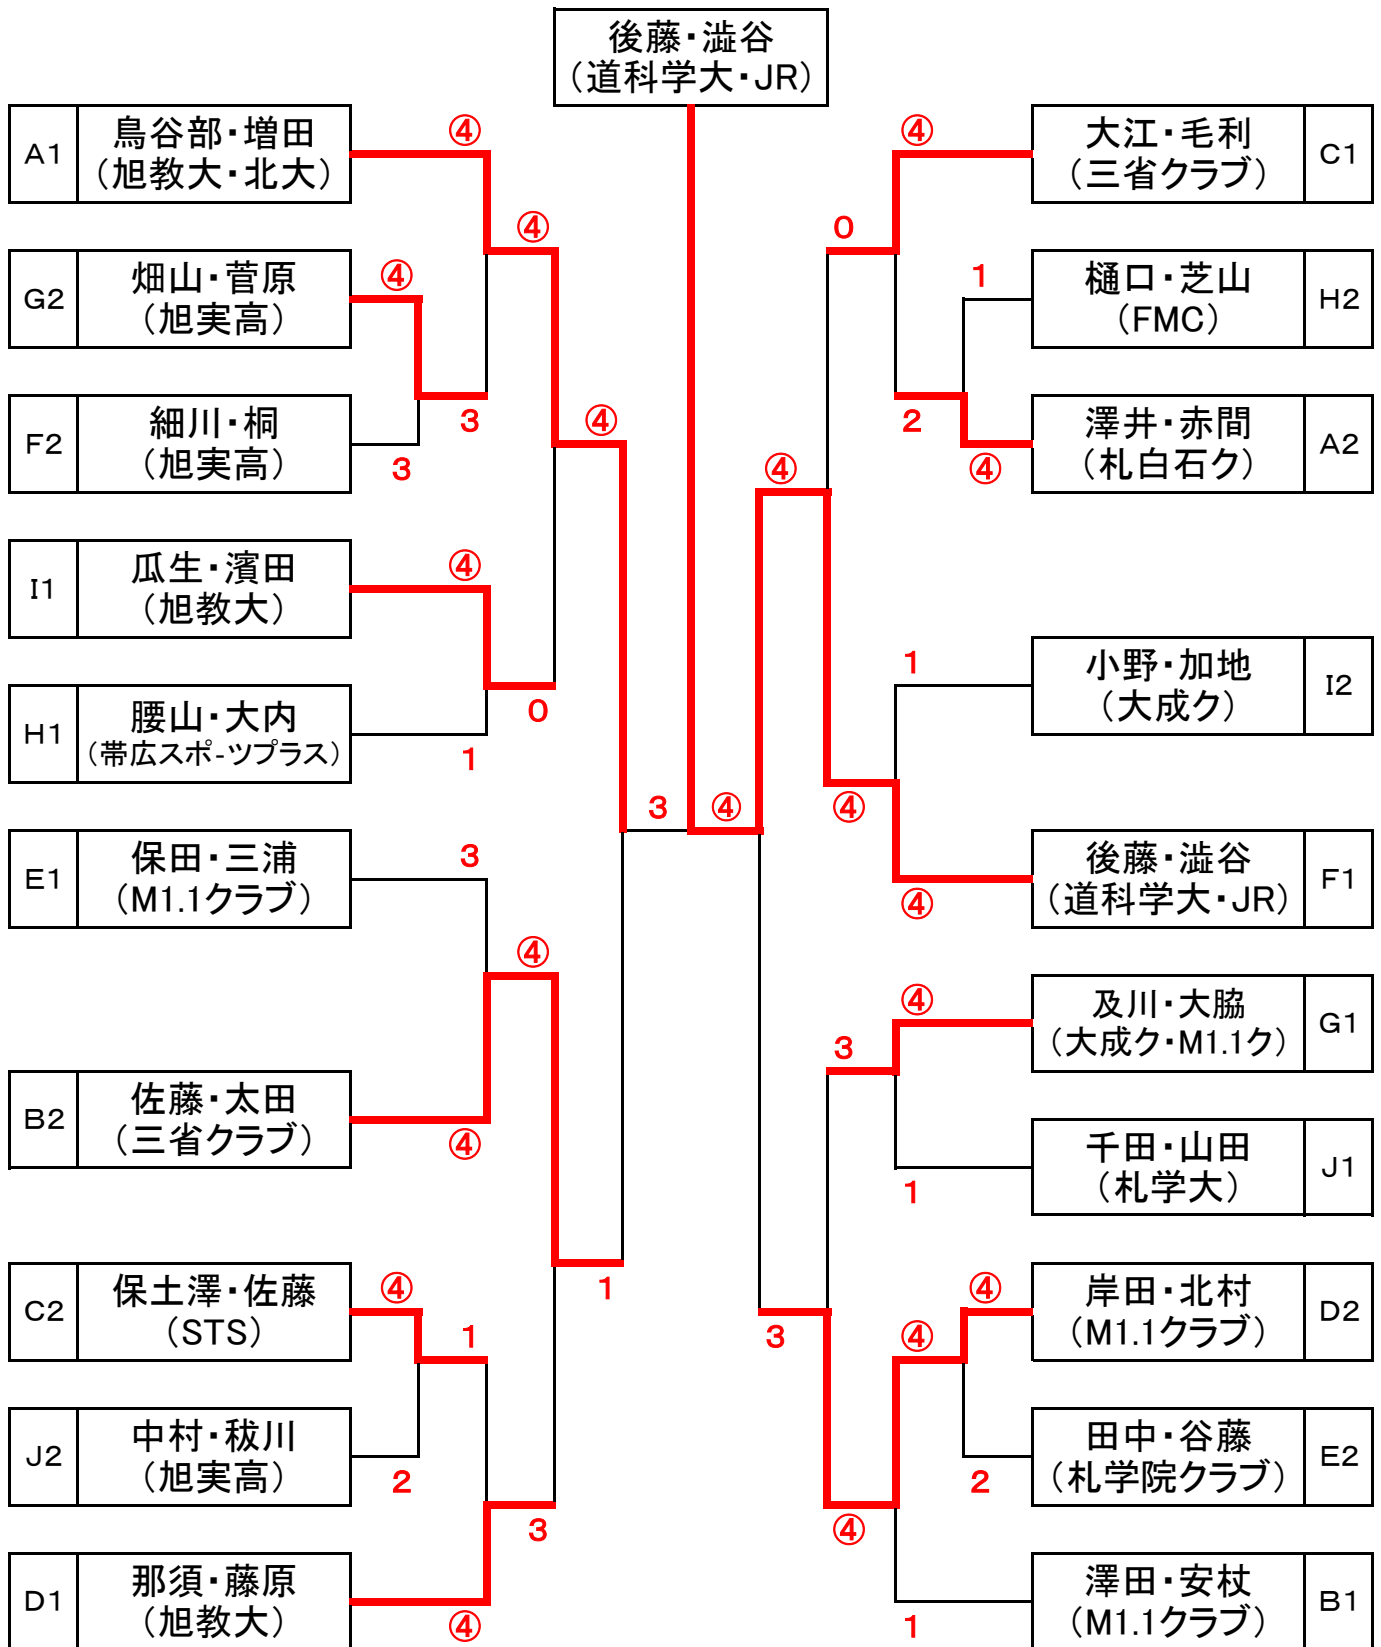 後藤・澁谷
（道科学大・JR）
A1
鳥谷部・増田
（旭教大・北大）
④
④
G2
畑山・菅原
（旭実高）
④
3
F2
細川・桐
（旭実高）
3
④
I1
瓜生・濱田
（旭教大）
④
0
H1
腰山・大内
（帯広スポ-ツプラス）
1
3
E1
保田・三浦
（M1.1クラブ）
3
④
B2
佐藤・太田
（三省クラブ）
④
1
C2
保土澤・佐藤
（STS）
④
1
J2
中村・秡川
（旭実高）
2
3
D1
那須・藤原
（旭教大）
④
④
大江・毛利
（三省クラブ）
C1
0
1
樋口・芝山
（FMC）
H2
2
④
澤井・赤間
（札白石ク）
A2
④
1
小野・加地
（大成ク）
I2
④
④
④
後藤・澁谷
（道科学大・JR）
F1
④
及川・大脇
（大成ク・M1.1ク）
G1
3
1
千田・山田
（札学大）
J1
3
④
④
岸田・北村
（M1.1クラブ）
D2
2
田中・谷藤
（札学院クラブ）
E2
④
1
澤田・安杖
（M1.1クラブ）
B1